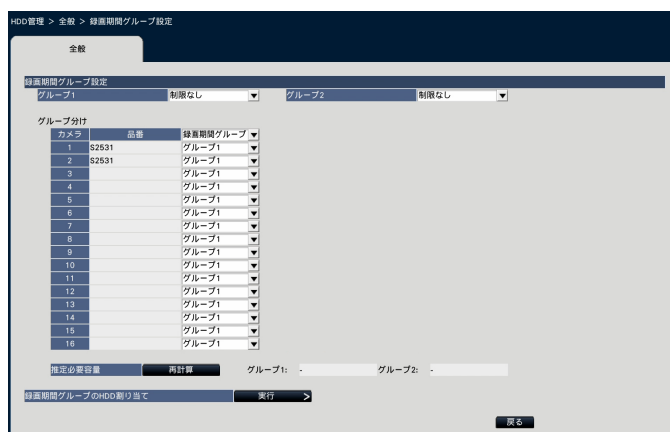 HDD管理 > 全般 > 録画期間グループ設定
全般
録画期間グループ設定
グループ1 制限なし ▼ グループ2 制限なし ▼
グループ分け
カメラ 品番 録画期間グループ ▼
1 S2531 グループ1 ▼
2 S2531 グループ1 ▼
3 グループ1 ▼
4 グループ1 ▼
5 グループ1 ▼
6 グループ1 ▼
7 グループ1 ▼
8 グループ1 ▼
9 グループ1 ▼
10 グループ1 ▼
11 グループ1 ▼
12 グループ1 ▼
13 グループ1 ▼
14 グループ1 ▼
15 グループ1 ▼
16 グループ1 ▼
推定必要容量 再計算 グループ1: - グループ2: -
録画期間グループのHDD割り当て 実行 >
戻る